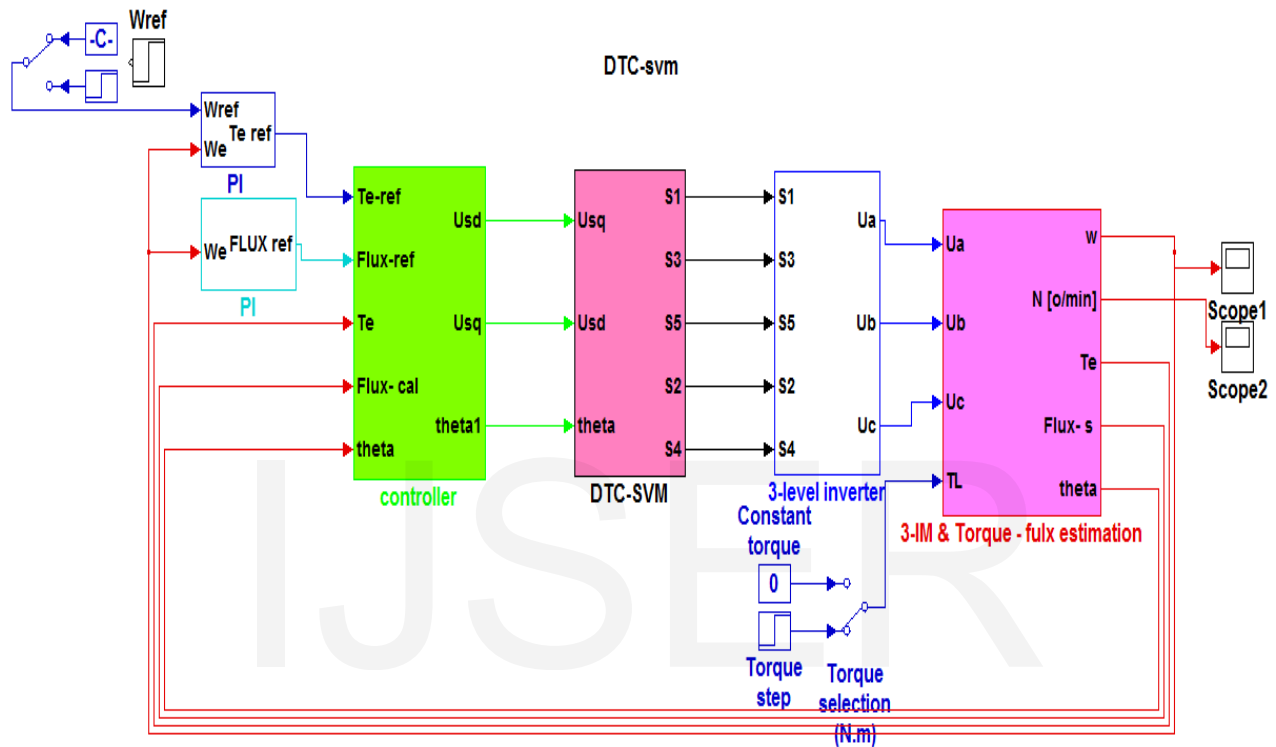 Wref
-C-
DTC-svm
Wref
Te ref
We
PI
We
FLUX ref
PI
Te-ref
Flux-ref
Te
Flux- cal
theta
Usd
Usq
theta1
controller
Usq
Usd
theta
S1
S3
S5
S2
S4
DTC-SVM
S1
S3
S5
S2
S4
Ua
Ub
Uc
3-level inverter
Ua
Ub
Uc
TL
w
N [o/min]
Te
Flux- s
theta
3-IM & Torque - fulx estimation
Scope1
Scope2
Constant
torque
0
Torque
step
Torque
selection
(N.m)
IJSER